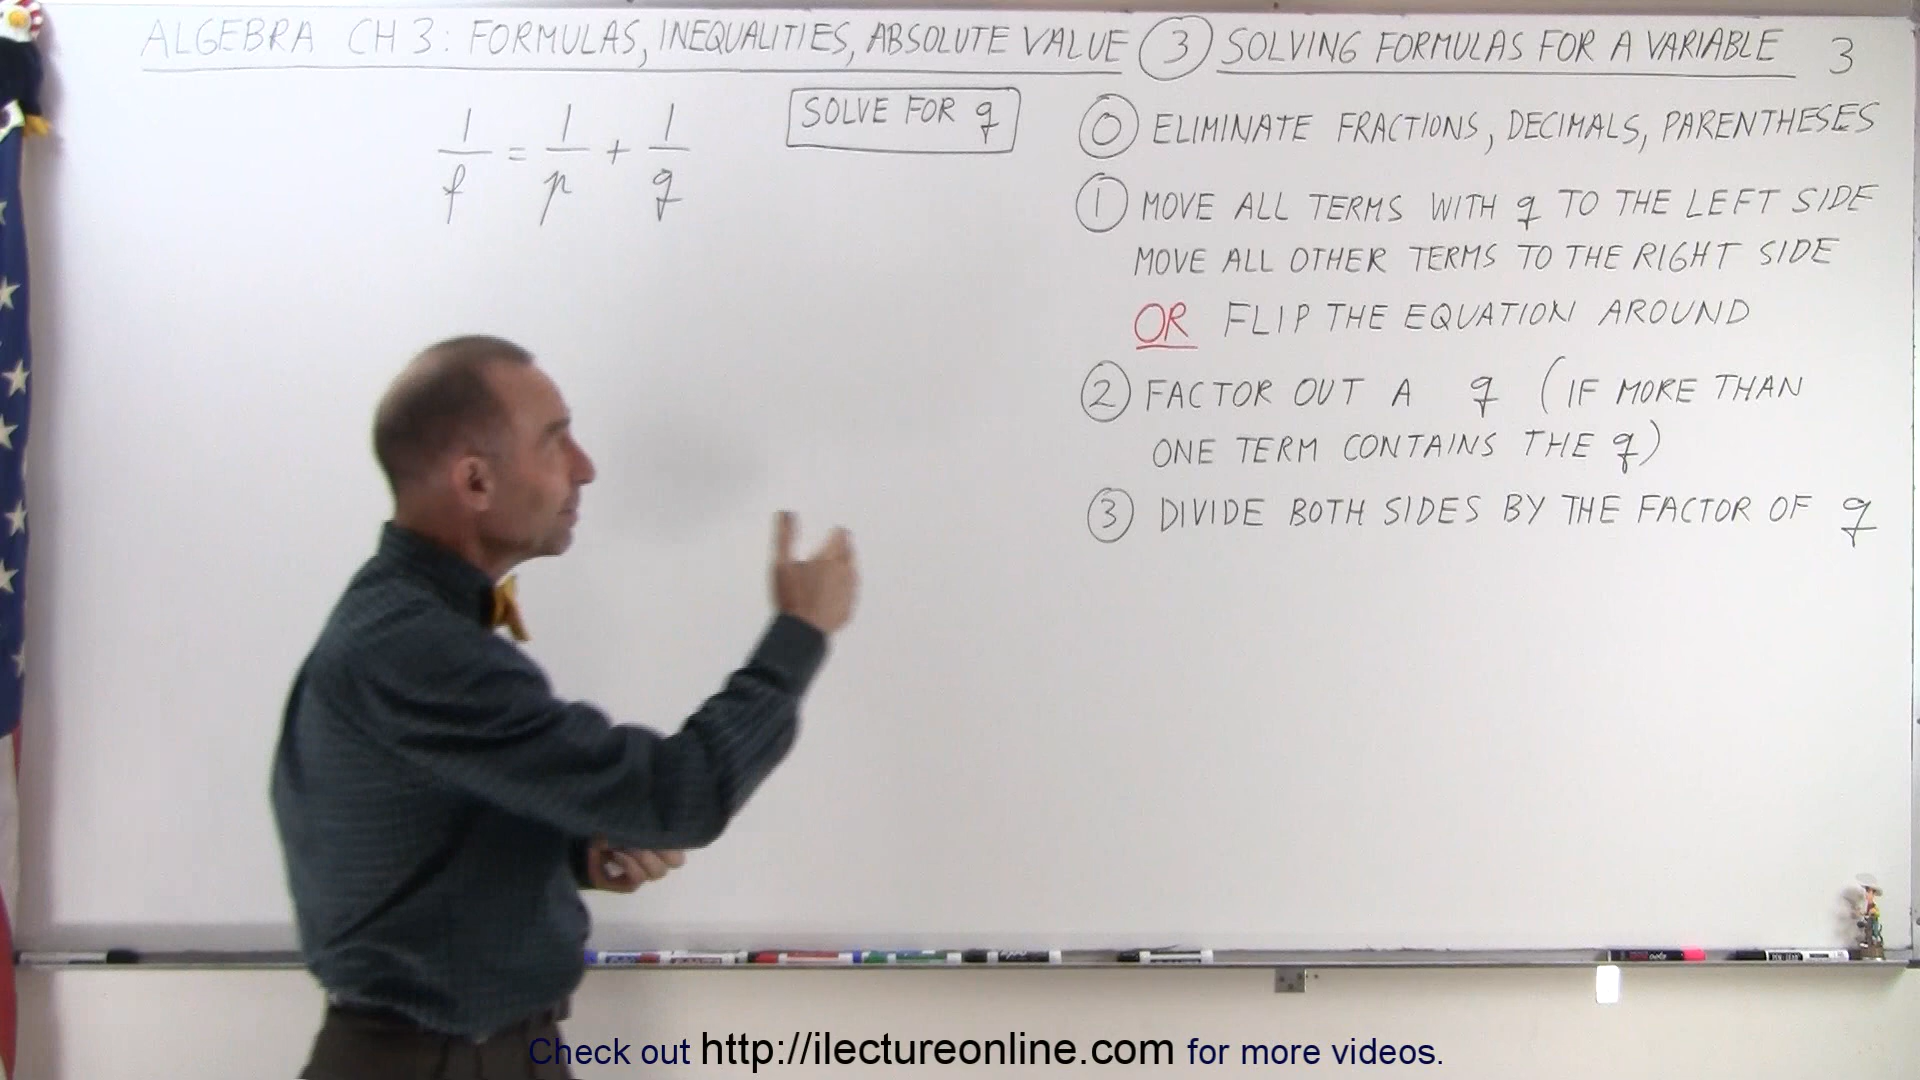 ALGEBRA CH 3: FORMULAS, INEQUALITIES, ABSOLUTE VALUE ③ SOLVING FORMULAS FOR A VARIABLE 3
1/f = 1/p + 1/q
SOLVE FOR q
⓪ ELIMINATE FRACTIONS, DECIMALS, PARENTHESES
① MOVE ALL TERMS WITH q TO THE LEFT SIDE
MOVE ALL OTHER TERMS TO THE RIGHT SIDE
OR FLIP THE EQUATION AROUND
② FACTOR OUT A q (IF MORE THAN
ONE TERM CONTAINS THE q)
③ DIVIDE BOTH SIDES BY THE FACTOR OF q
Check out http://ilectureonline.com for more videos.